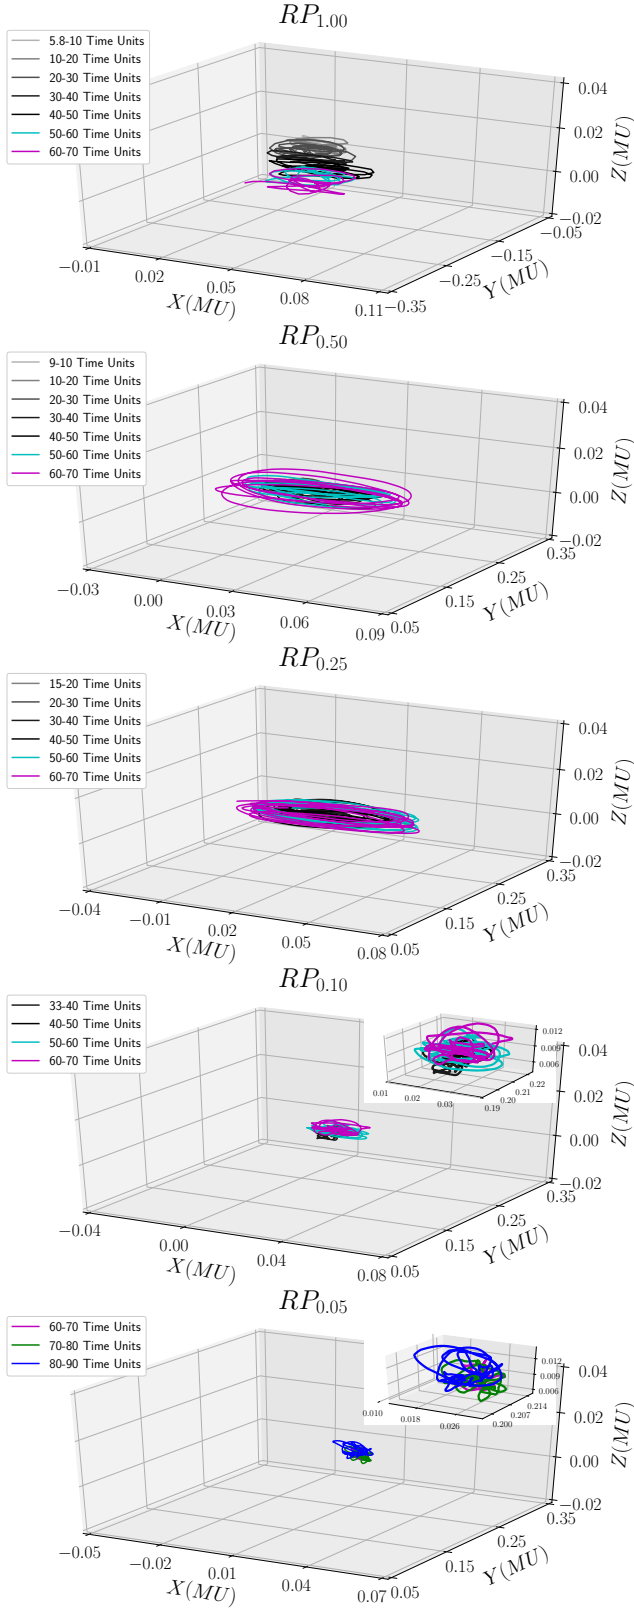 RP1.00
5.8-10 Time Units
10-20 Time Units
20-30 Time Units
30-40 Time Units
40-50 Time Units
50-60 Time Units
60-70 Time Units
0.04
0.02
0.00
−0.02
Z(MU)
−0.05
−0.15
−0.25
−0.35
Y(MU)
−0.01
0.02
0.05
0.08
0.11
X(MU)
RP0.50
9-10 Time Units
10-20 Time Units
20-30 Time Units
30-40 Time Units
40-50 Time Units
50-60 Time Units
60-70 Time Units
0.04
0.02
0.00
−0.02
Z(MU)
0.35
0.25
0.15
0.05
Y(MU)
−0.03
0.00
0.03
0.06
0.09
X(MU)
RP0.25
15-20 Time Units
20-30 Time Units
30-40 Time Units
40-50 Time Units
50-60 Time Units
60-70 Time Units
0.04
0.02
0.00
−0.02
Z(MU)
0.35
0.25
0.15
0.05
Y(MU)
−0.04
−0.01
0.02
0.05
0.08
X(MU)
RP0.10
33-40 Time Units
40-50 Time Units
50-60 Time Units
60-70 Time Units
0.012
0.009
0.006
0.22
0.21
0.20
0.19
0.01
0.02
0.03
0.04
0.02
0.00
−0.02
Z(MU)
0.35
0.25
0.15
0.05
Y(MU)
−0.04
0.00
0.04
0.08
X(MU)
RP0.05
60-70 Time Units
70-80 Time Units
80-90 Time Units
0.012
0.009
0.006
0.214
0.207
0.200
0.010
0.018
0.026
0.04
0.02
0.00
−0.02
Z(MU)
0.35
0.25
0.15
0.05
Y(MU)
−0.05
−0.02
0.01
0.04
0.07
X(MU)